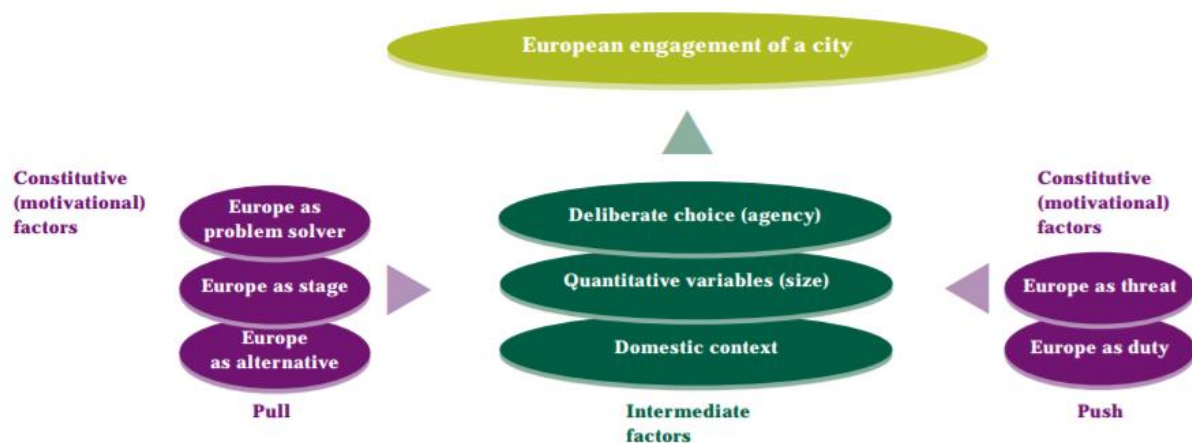 European engagement of a city
Constitutive
(motivational)
factors
Europe as
problem solver
Europe as stage
Europe
as alternative
Pull
Deliberate choice (agency)
Quantitative variables (size)
Domestic context
Intermediate
factors
Constitutive
(motivational)
factors
Europe as threat
Europe as duty
Push